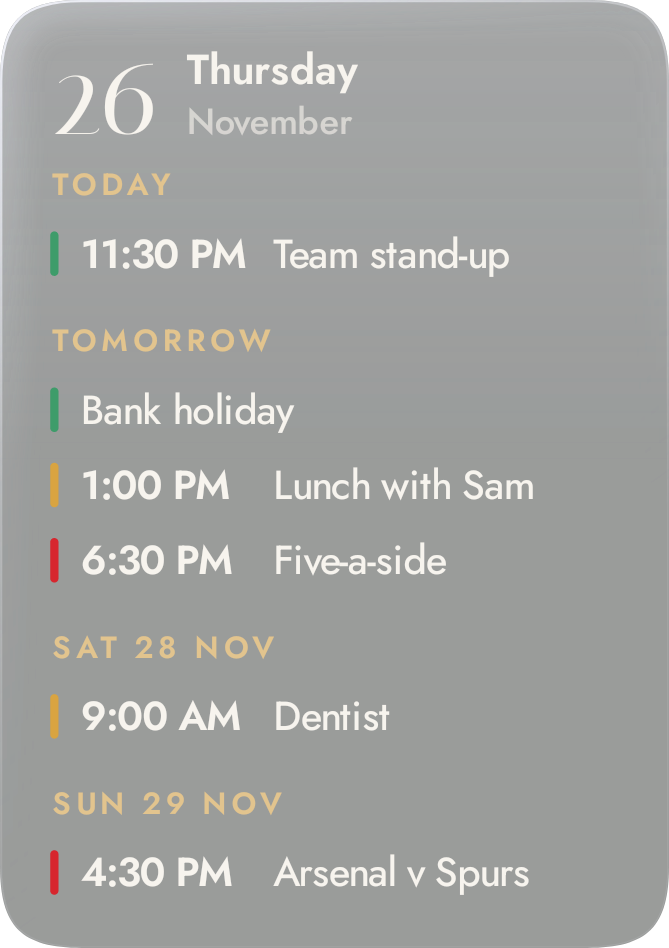 26 Thursday
November
TODAY
11:30 PM Team stand-up
TOMORROW
Bank holiday
1:00 PM Lunch with Sam
6:30 PM Five-a-side
SAT 28 NOV
9:00 AM Dentist
SUN 29 NOV
4:30 PM Arsenal v Spurs